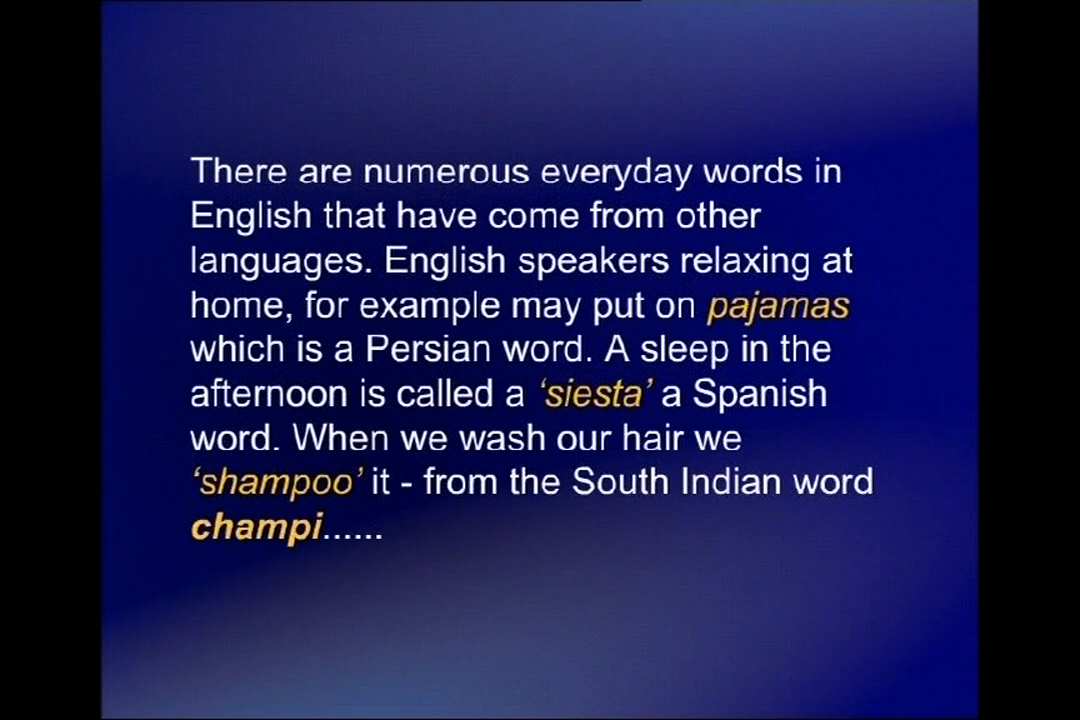 There are numerous everyday words in
English that have come from other
languages. English speakers relaxing at
home, for example may put on pajamas
which is a Persian word. A sleep in the
afternoon is called a ‘siesta’ a Spanish
word. When we wash our hair we
‘shampoo’ it - from the South Indian word
champi......